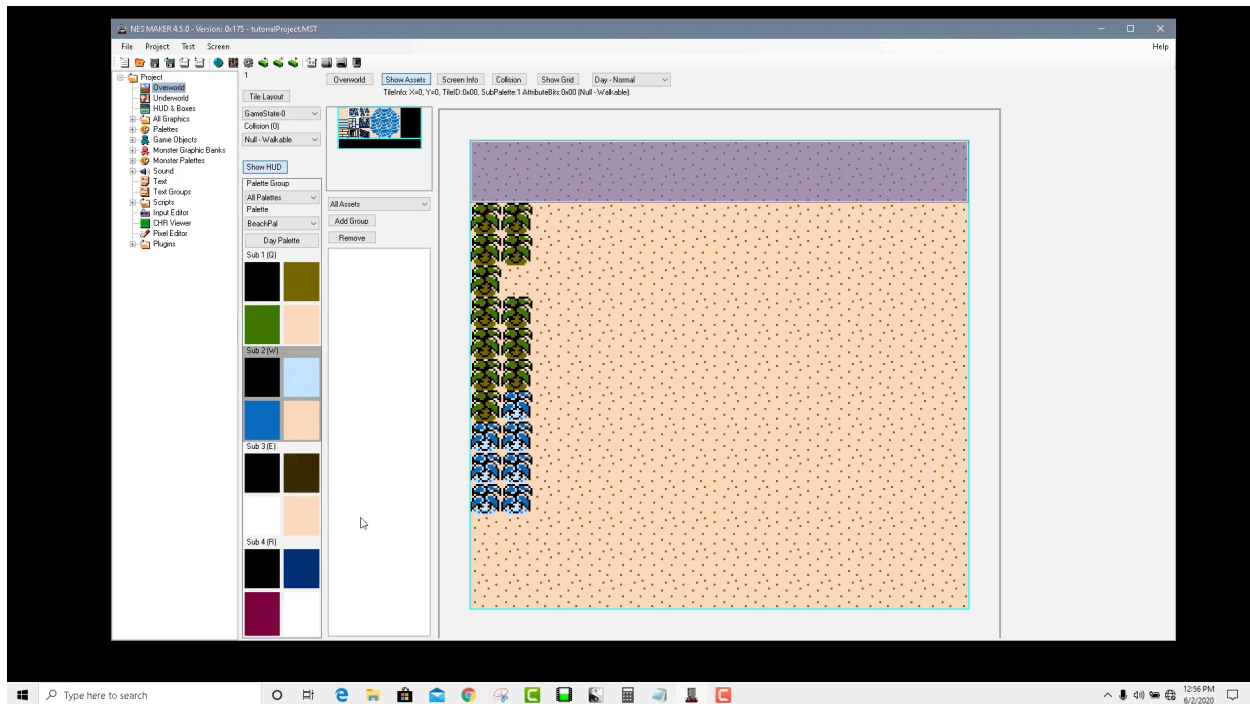 NES MAKER 4.5.0 - Version: 0x175 - tutorialProject.MST
File Project Test Screen Help
Project
Overworld
Underworld
HUD & Boxes
All Graphics
Palettes
Game Objects
Monster Graphic Banks
Monster Palettes
Sound
Text
Text Groups
Scripts
Input Editor
CHR Viewer
Pixel Editor
Plugins
1
Tile Layout
GameState-0
Collision (0)
Null - Walkable
Show HUD
Palette Group
All Palettes
Palette
BeachPal
Day Palette
Sub 1 (Q)
Sub 2 (W)
Sub 3 (E)
Sub 4 (R)
Overworld Show Assets Screen Info Collision Show Grid Day - Normal
TileInfo: X=0, Y=0, TileID:0x00, SubPalette:1 AttributeBits:0x00 (Null - Walkable)
All Assets
Add Group
Remove
Type here to search
12:56 PM
6/2/2020